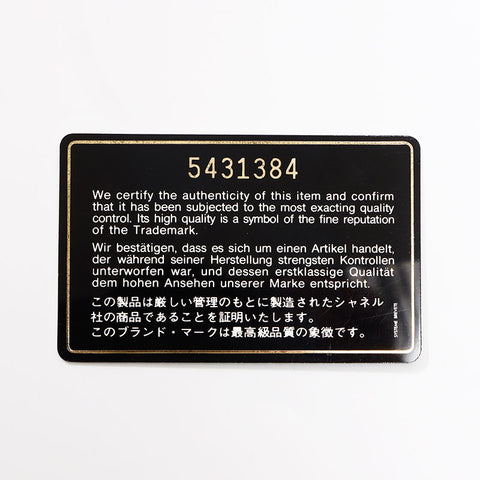 5431384
We certify the authenticity of this item and confirm
that it has been subjected to the most exacting quality
control. Its high quality is a symbol of the fine reputation
of the Trademark.
Wir bestätigen, dass es sich um einen Artikel handelt,
der während seiner Herstellung strengsten Kontrollen
unterworfen war, und dessen erstklassige Qualität
dem hohen Ansehen unserer Marke entspricht.
この製品は厳しい管理のもとに製造されたシャネル
社の商品であることを証明いたします。
このブランド・マークは最高級品質の象徴です。
SYSTEME BREVETE